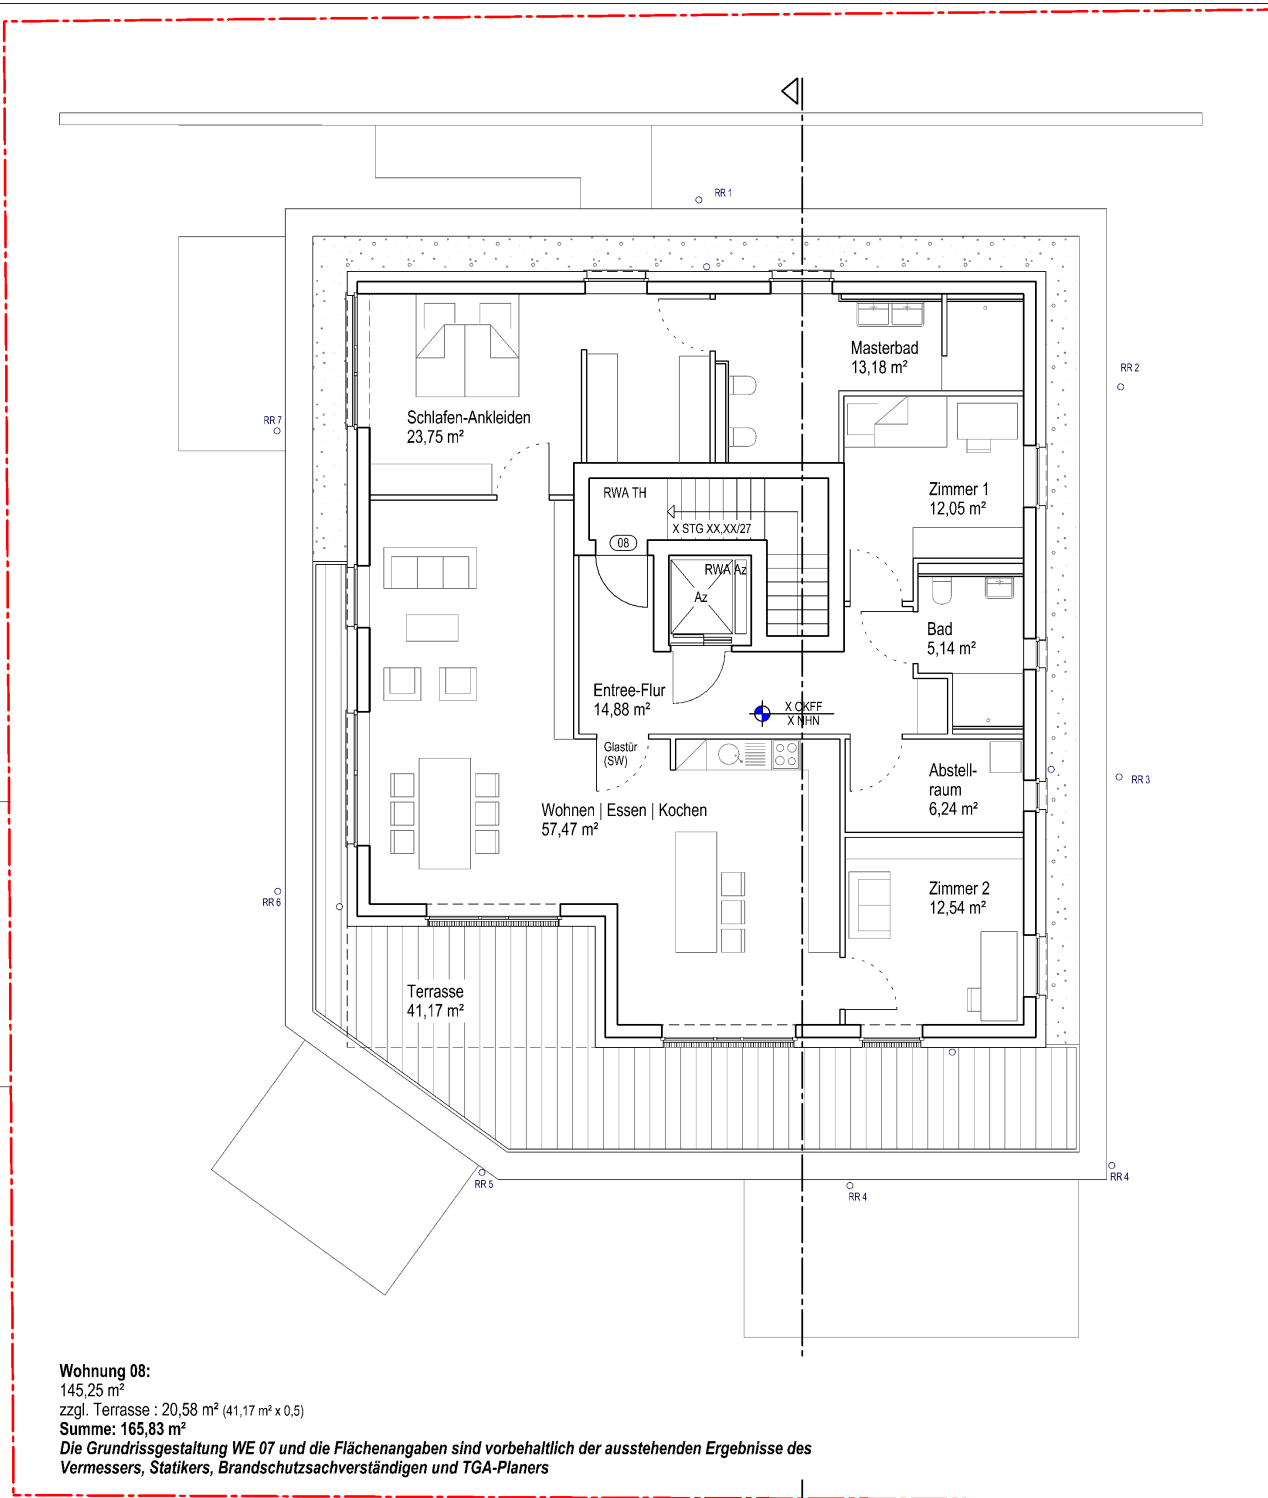 RR 1
RR 2
Masterbad
13,18 m²
Schlafen-Ankleiden
23,75 m²
RR 7
Zimmer 1
12,05 m²
RWA TH
X STG XX,XX/27
08
RWA Az
Az
Bad
5,14 m²
Entree-Flur
14,88 m²
X OKFF
X NHN
Glastür
(SW)
Abstell-
raum
6,24 m²
RR 3
Wohnen | Essen | Kochen
57,47 m²
Zimmer 2
12,54 m²
RR 6
Terrasse
41,17 m²
RR 5
RR 4
RR 4
Wohnung 08:
145,25 m²
zzgl. Terrasse : 20,58 m² (41,17 m² x 0,5)
Summe: 165,83 m²
Die Grundrissgestaltung WE 07 und die Flächenangaben sind vorbehaltlich der ausstehenden Ergebnisse des
Vermessers, Statikers, Brandschutzsachverständigen und TGA-Planers